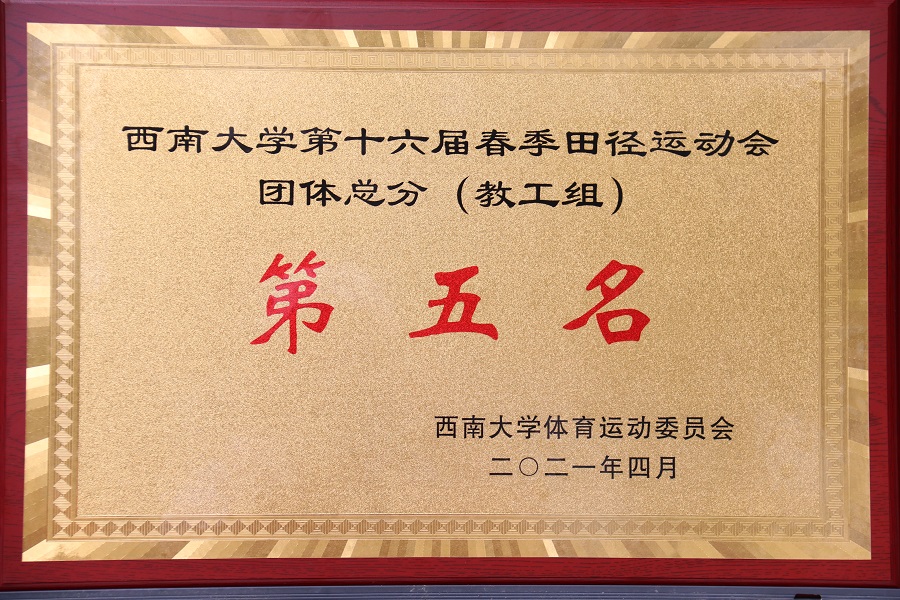 西南大学第十六届春季田径运动会
团体总分（教工组）
第五名
西南大学体育运动委员会
二〇二一年四月